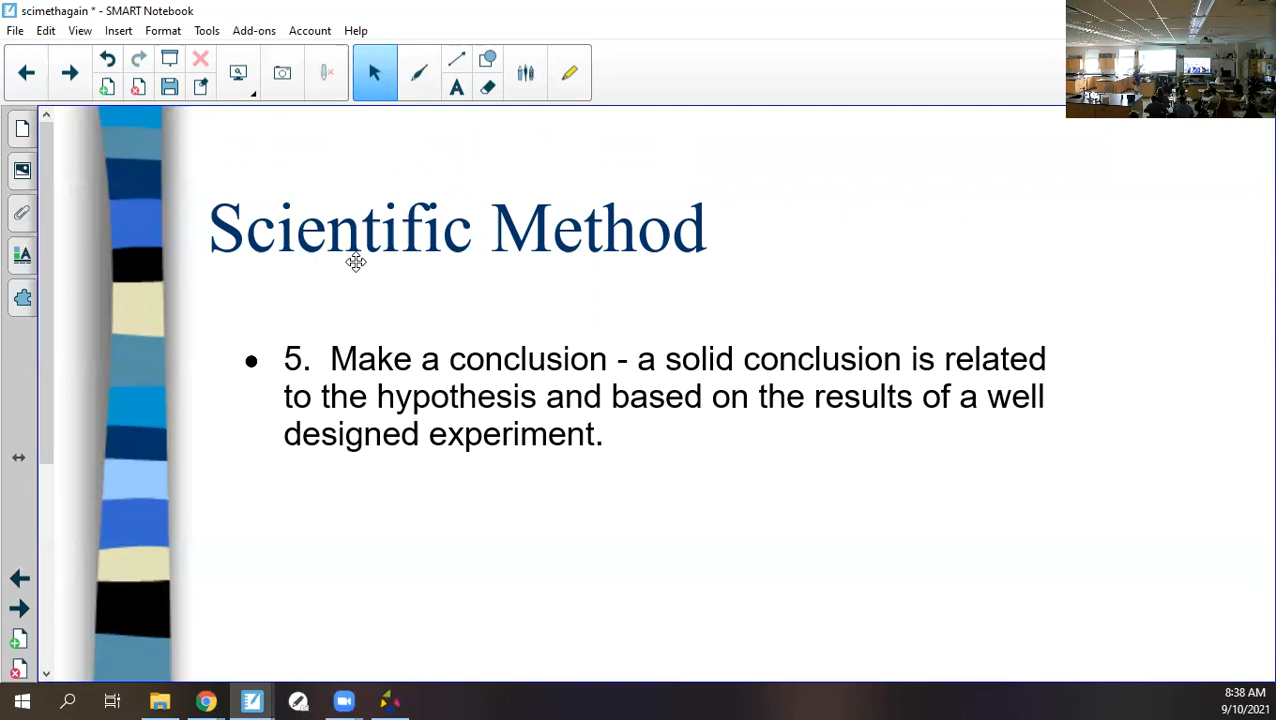 scimethagain * - SMART Notebook
File Edit View Insert Format Tools Add-ons Account Help
A
A
Scientific Method
• 5. Make a conclusion - a solid conclusion is related
to the hypothesis and based on the results of a well
designed experiment.
8:38 AM
9/10/2021